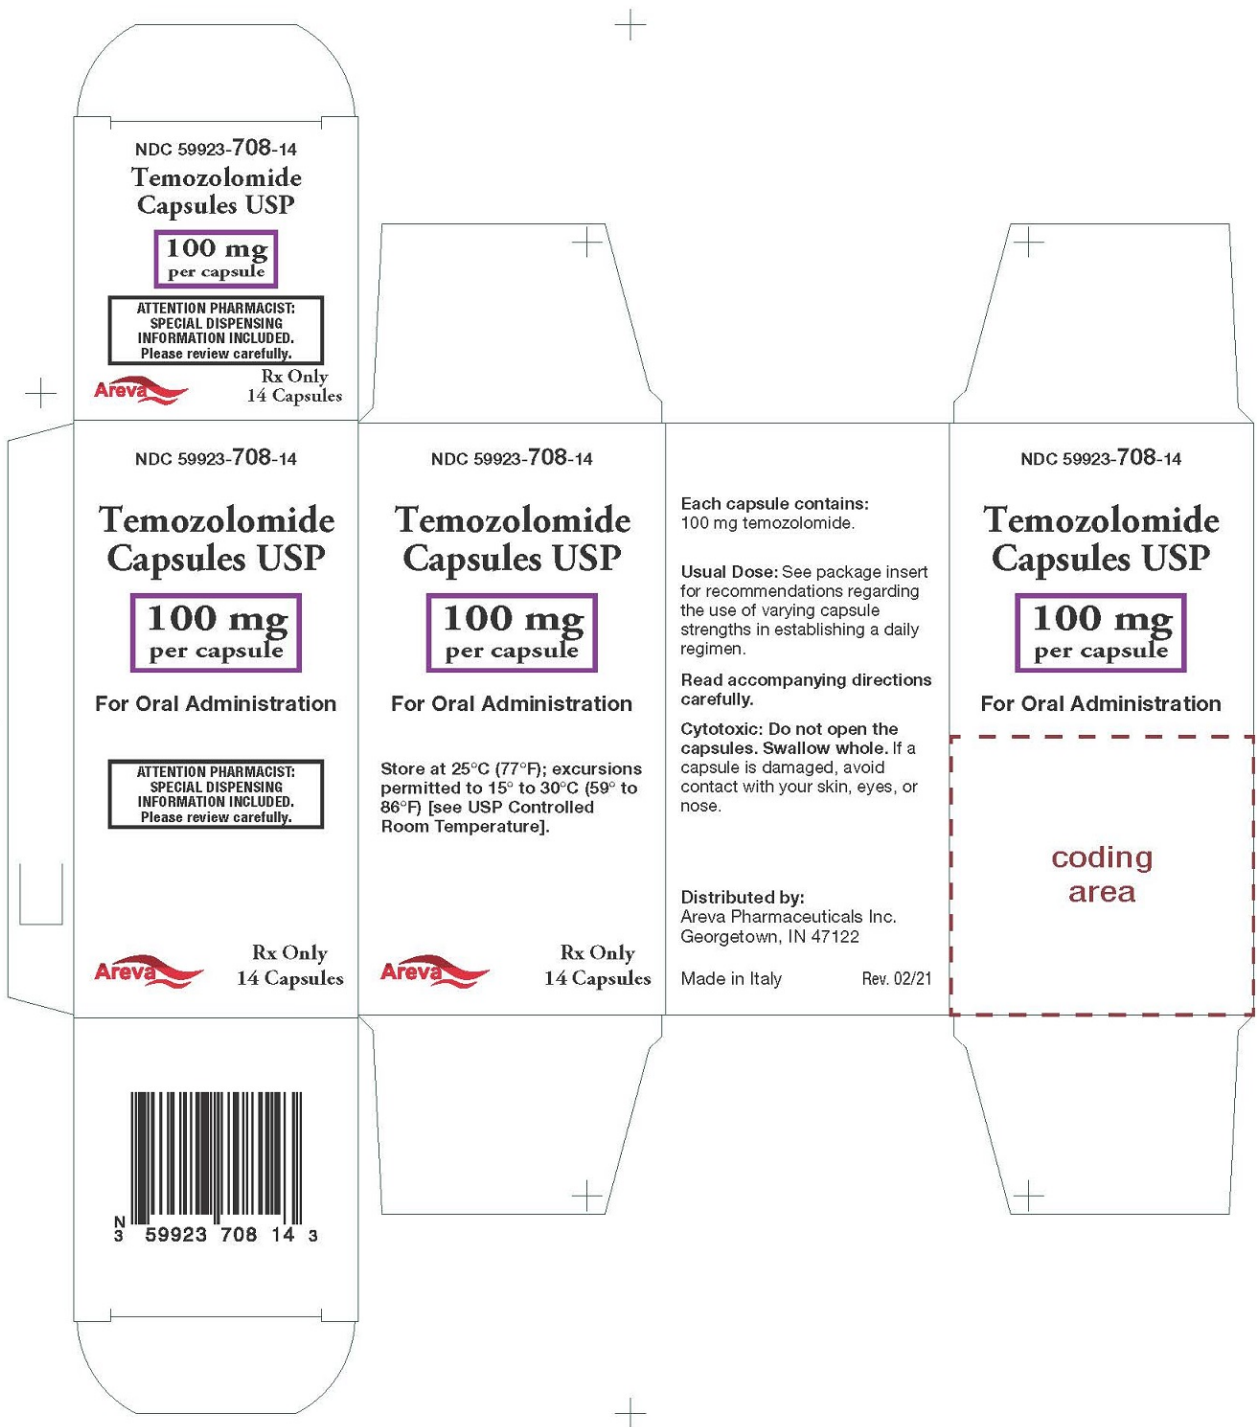 NDC 59923-708-14
Temozolomide
Capsules USP
100 mg
per capsule
ATTENTION PHARMACIST:
SPECIAL DISPENSING
INFORMATION INCLUDED.
Please review carefully.
Areva
Rx Only
14 Capsules
NDC 59923-708-14
Temozolomide
Capsules USP
100 mg
per capsule
For Oral Administration
ATTENTION PHARMACIST:
SPECIAL DISPENSING
INFORMATION INCLUDED.
Please review carefully.
Areva
Rx Only
14 Capsules
NDC 59923-708-14
Temozolomide
Capsules USP
100 mg
per capsule
For Oral Administration
Store at 25°C (77°F); excursions
permitted to 15° to 30°C (59° to
86°F) [see USP Controlled
Room Temperature].
Areva
Rx Only
14 Capsules
Each capsule contains:
100 mg temozolomide.
Usual Dose: See package insert
for recommendations regarding
the use of varying capsule
strengths in establishing a daily
regimen.
Read accompanying directions
carefully.
Cytotoxic: Do not open the
capsules. Swallow whole. If a
capsule is damaged, avoid
contact with your skin, eyes, or
nose.
Distributed by:
Areva Pharmaceuticals Inc.
Georgetown, IN 47122
Made in Italy Rev. 02/21
NDC 59923-708-14
Temozolomide
Capsules USP
100 mg
per capsule
For Oral Administration
coding
area
N
3 59923 708 14 3